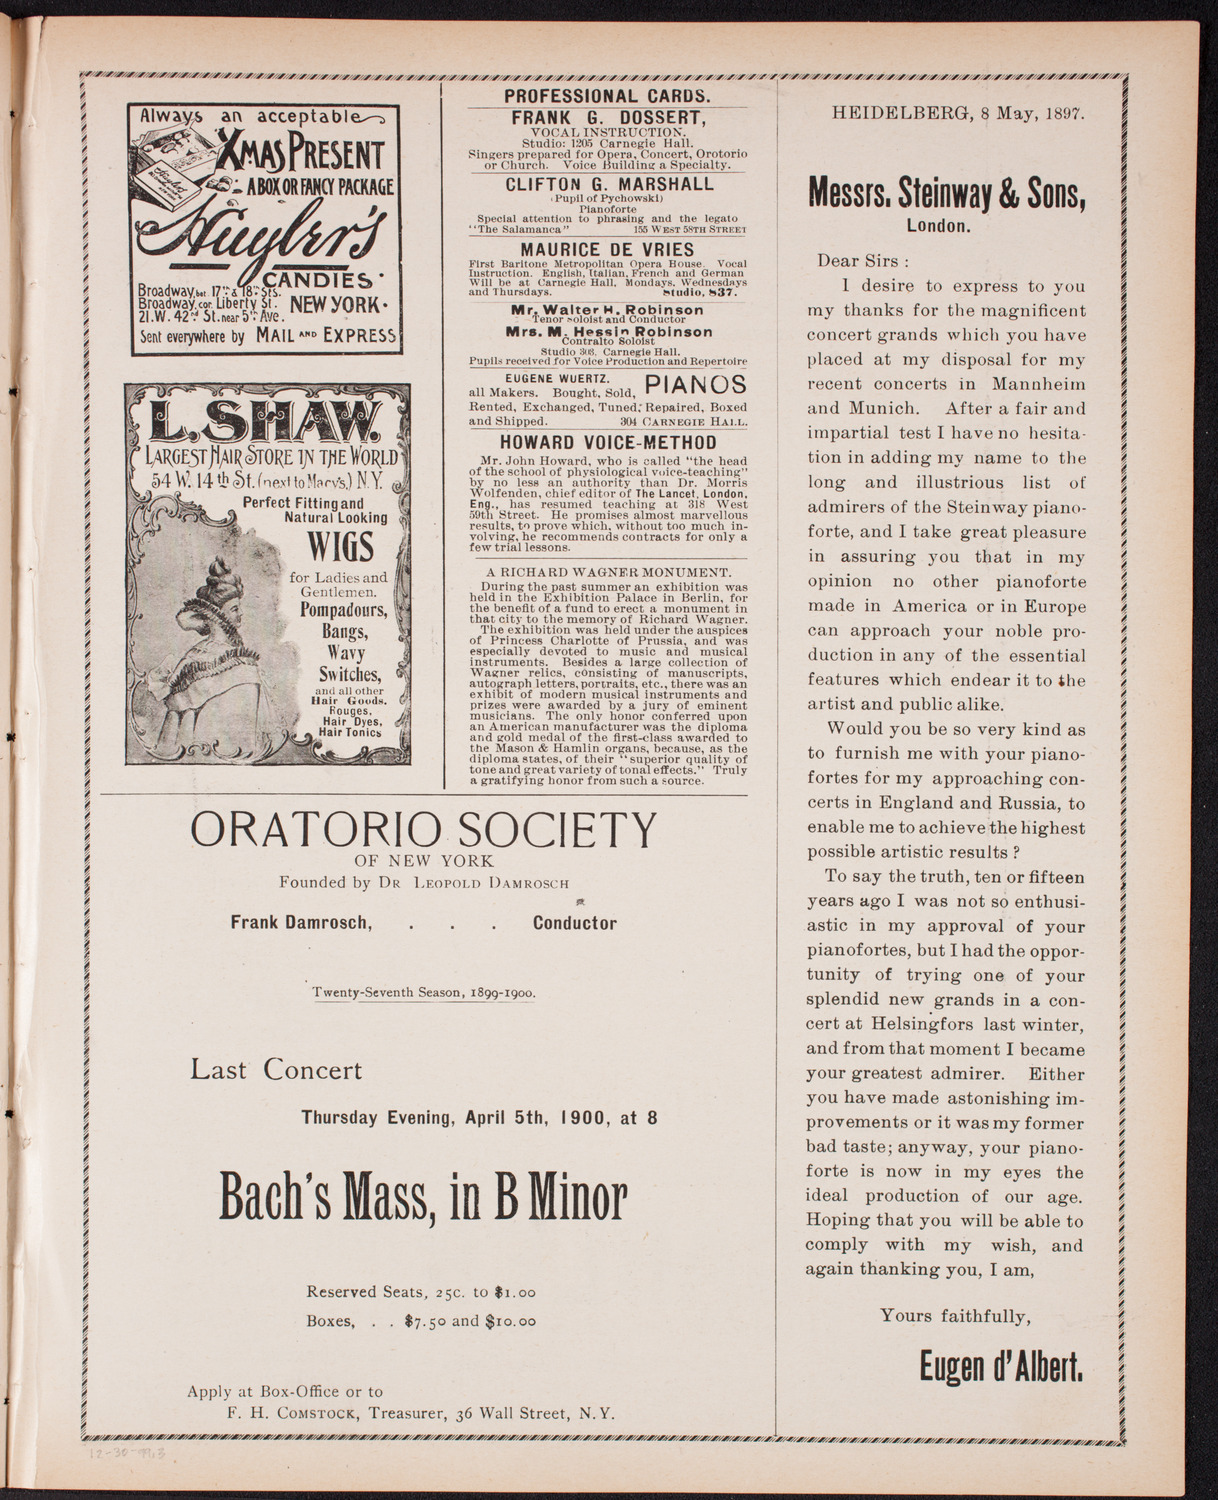 Always an acceptable
XMAS PRESENT
A BOX OR FANCY PACKAGE
Huyler's
CANDIES
Broadway, bet. 17th & 18th Sts.
Broadway, cor. Liberty St.
21. W. 42nd St. near 5th Ave.
NEW YORK.
Sent everywhere by MAIL AND EXPRESS
L. SHAW.
LARGEST HAIR STORE IN THE WORLD
54 W. 14th St. (next to Macy's.) N.Y.
Perfect Fitting and
Natural Looking
WIGS
for Ladies and
Gentlemen.
Pompadours,
Bangs,
Wavy
Switches,
and all other
Hair Goods.
Rouges,
Hair Dyes,
Hair Tonics
PROFESSIONAL CARDS.
FRANK G. DOSSERT,
VOCAL INSTRUCTION.
Studio: 1205 Carnegie Hall.
Singers prepared for Opera, Concert, Orotorio
or Church. Voice Building a Specialty.
CLIFTON G. MARSHALL
(Pupil of Pychowski)
Pianoforte
Special attention to phrasing and the legato
"The Salamanca" 155 WEST 58TH STREET
MAURICE DE VRIES
First Baritone Metropolitan Opera House. Vocal
Instruction. English, Italian, French and German
Will be at Carnegie Hall, Mondays, Wednesdays
and Thursdays. Studio, 837.
Mr. Walter H. Robinson
Tenor Soloist and Conductor
Mrs. M. Hessin Robinson
Contralto Soloist
Studio 308, Carnegie Hall.
Pupils received for Voice Production and Repertoire
EUGENE WUERTZ. PIANOS
all Makers. Bought, Sold,
Rented, Exchanged, Tuned, Repaired, Boxed
and Shipped. 304 CARNEGIE HALL.
HOWARD VOICE-METHOD
Mr. John Howard, who is called "the head
of the school of physiological voice-teaching"
by no less an authority than Dr. Morris
Wolfenden, chief editor of The Lancet, London,
Eng., has resumed teaching at 318 West
59th Street. He promises almost marvellous
results, to prove which, without too much in-
volving, he recommends contracts for only a
few trial lessons.
A RICHARD WAGNER MONUMENT.
During the past summer an exhibition was
held in the Exhibition Palace in Berlin, for
the benefit of a fund to erect a monument in
that city to the memory of Richard Wagner.
The exhibition was held under the auspices
of Princess Charlotte of Prussia, and was
especially devoted to music and musical
instruments. Besides a large collection of
Wagner relics, consisting of manuscripts,
autograph letters, portraits, etc., there was an
exhibit of modern musical instruments and
prizes were awarded by a jury of eminent
musicians. The only honor conferred upon
an American manufacturer was the diploma
and gold medal of the first-class awarded to
the Mason & Hamlin organs, because, as the
diploma states, of their "superior quality of
tone and great variety of tonal effects." Truly
a gratifying honor from such a source.
ORATORIO SOCIETY
OF NEW YORK
Founded by DR LEOPOLD DAMROSCH
Frank Damrosch, . . . Conductor
Twenty-Seventh Season, 1899-1900.
Last Concert
Thursday Evening, April 5th, 1900, at 8
Bach's Mass, in B Minor
Reserved Seats, 25c. to $1.00
Boxes, . . $7.50 and $10.00
Apply at Box-Office or to
F. H. COMSTOCK, Treasurer, 36 Wall Street, N.Y.
HEIDELBERG, 8 May, 1897.
Messrs. Steinway & Sons,
London.
Dear Sirs :
I desire to express to you
my thanks for the magnificent
concert grands which you have
placed at my disposal for my
recent concerts in Mannheim
and Munich. After a fair and
impartial test I have no hesita-
tion in adding my name to the
long and illustrious list of
admirers of the Steinway piano-
forte, and I take great pleasure
in assuring you that in my
opinion no other pianoforte
made in America or in Europe
can approach your noble pro-
duction in any of the essential
features which endear it to the
artist and public alike.
Would you be so very kind as
to furnish me with your piano-
fortes for my approaching con-
certs in England and Russia, to
enable me to achieve the highest
possible artistic results ?
To say the truth, ten or fifteen
years ago I was not so enthusi-
astic in my approval of your
pianofortes, but I had the oppor-
tunity of trying one of your
splendid new grands in a con-
cert at Helsingfors last winter,
and from that moment I became
your greatest admirer. Either
you have made astonishing im-
provements or it was my former
bad taste; anyway, your piano-
forte is now in my eyes the
ideal production of our age.
Hoping that you will be able to
comply with my wish, and
again thanking you, I am,
Yours faithfully,
Eugen d'Albert.